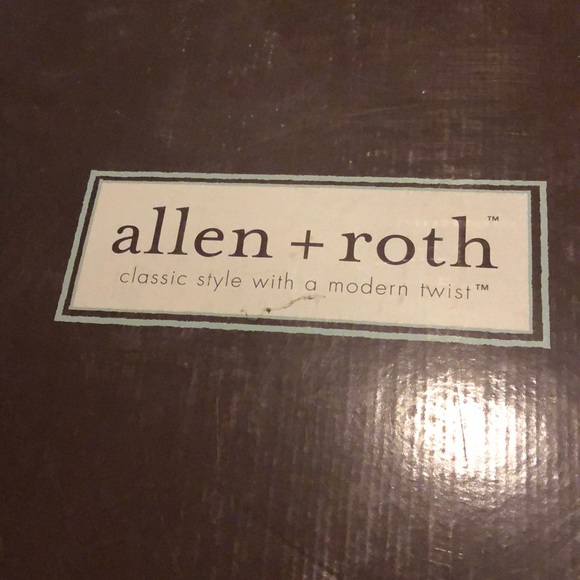 allen + roth™
classic style with a modern twist™